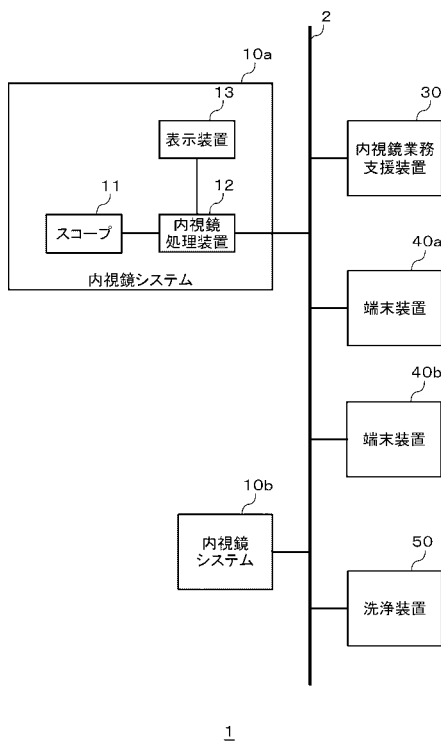 2
10a
13
表示装置
11
スコープ
12
内視鏡
処理装置
内視鏡システム
30
内視鏡業務
支援装置
40a
端末装置
40b
端末装置
10b
内視鏡
システム
50
洗浄装置
1